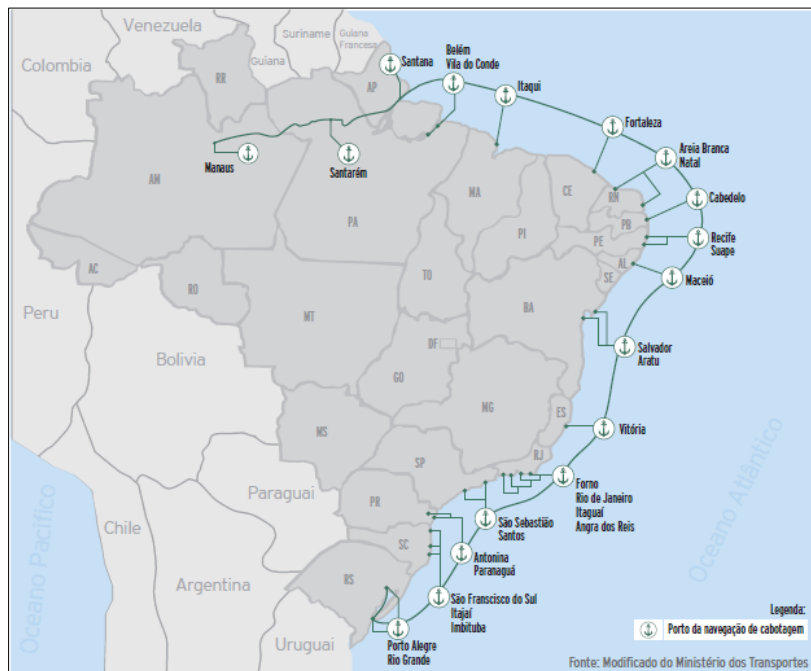 Venezuela
Suriname
Guiana Francesa
Colombia
Guiana
RR
AP
Santana
Belém
Vila do Conde
Itaqui
Fortaleza
Areia Branca
Natal
Manaus
Santarém
AM
PA
MA
CE
RN
Cabedelo
PB
PI
PE
Recife
Suape
AC
AL
SE
Maceió
RO
TO
BA
Peru
MT
Bolivia
DF
Salvador
Aratu
GO
MG
ES
Vitória
MS
SP
RJ
Forno
Rio de Janeiro
Itaguaí
Angra dos Reis
Paraguai
PR
São Sebastião
Santos
Chile
SC
Antonina
Paranaguá
Argentina
RS
São Franscisco do Sul
Itajaí
Imbituba
Uruguai
Porto Alegre
Rio Grande
Oceano Pacífico
Oceano Atlântico
Legenda:
Porto da navegação de cabotagem
Fonte: Modificado do Ministério dos Transportes